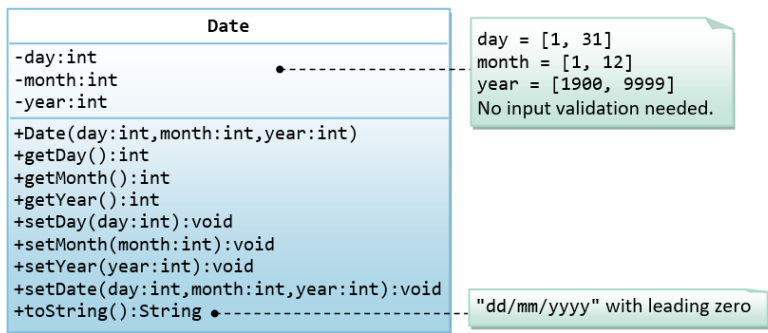 Date
-day:int
-month:int
-year:int
+Date(day:int,month:int,year:int)
+getDay():int
+getMonth():int
+getYear():int
+setDay(day:int):void
+setMonth(month:int):void
+setYear(year:int):void
+setDate(day:int,month:int,year:int):void
+toString():String
day = [1, 31]
month = [1, 12]
year = [1900, 9999]
No input validation needed.
"dd/mm/yyyy" with leading zero